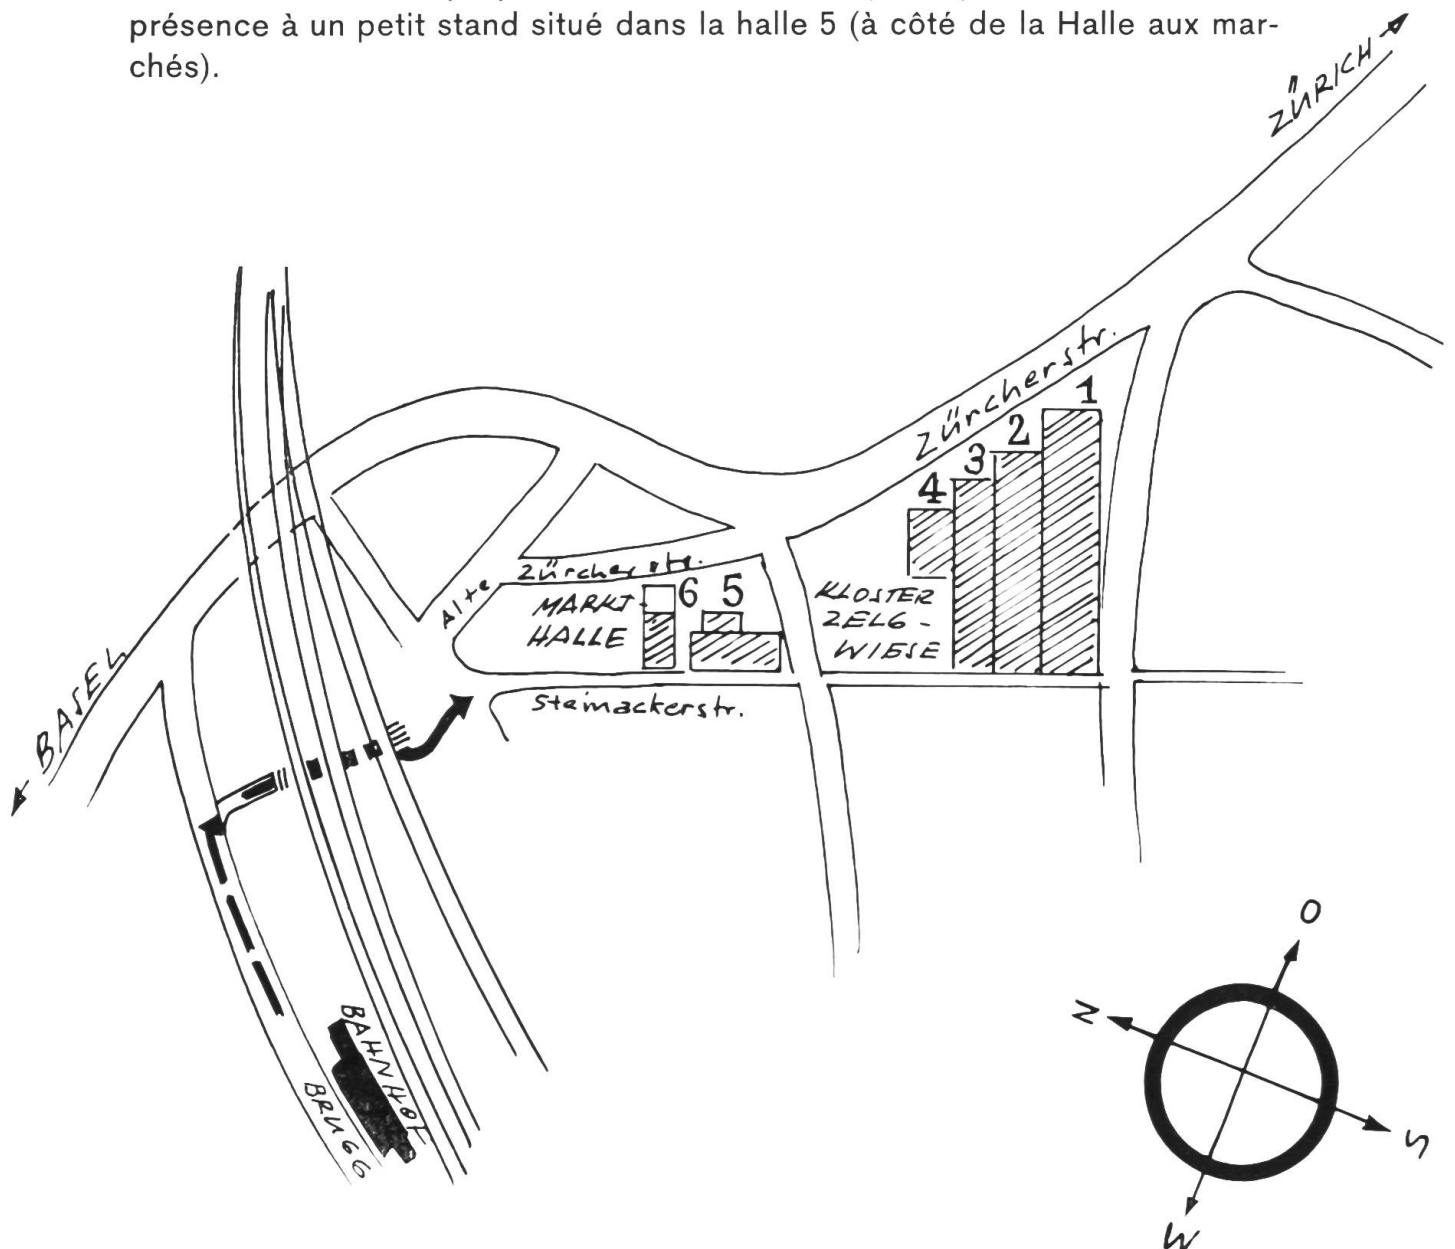 présence à un petit stand situé dans la halle 5 (à côté de la Halle aux mar-
chés).
ZÜRICH
Zürcherstr.
1
2
3
4
Zürcherstr.
Alte
6 5
MARKT-
HALLE
KLOSTER
ZELG-
WIESE
Steinackerstr.
BASEL
BAHNHOF
BRUGG
O
N
S
W